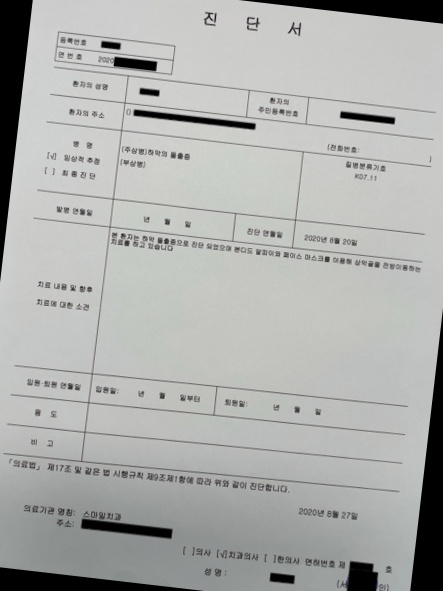 진 단 서
등록번호
연 번 호 2020
환자의 성명
환자의
주민등록번호
환자의 주소 ()
(전화번호: )
병 명
[√] 임상적 추정
[ ] 최 종 진 단
(주상병)하악의 돌출증
(부상병)
질병분류기호
K07.11
발병 연월일 년 월 일 진단 연월일 2020년 8월 20일
본 환자는 하악 돌출증으로 진단 되었으며 본디드 알피이와 페이스 마스크를 이용해 상악골을 전방이동하는
치료를 하고 있습니다
치료 내용 및 향후
치료에 대한 소견
입원·퇴원 연월일 입원일: 년 월 일부터 퇴원일: 년 월 일
용 도
비 고
「의료법」 제17조 및 같은 법 시행규칙 제9조제1항에 따라 위와 같이 진단합니다.
2020년 8월 27일
의료기관 명칭: 스마일치과
주소:
[ ]의사 [√]치과의사 [ ]한의사 면허번호 제 호
성 명 : (서 인)